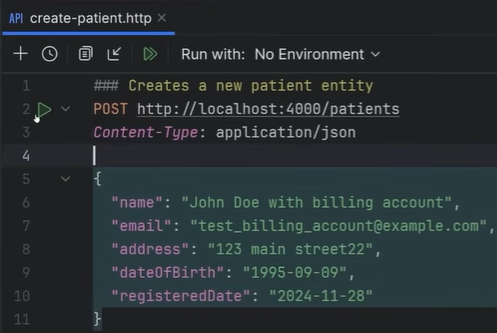 API create-patient.http
Run with: No Environment
1 ### Creates a new patient entity
2 POST http://localhost:4000/patients
3 Content-Type: application/json
4
5 {
6 "name": "John Doe with billing account",
7 "email": "test_billing_account@example.com",
8 "address": "123 main street22",
9 "dateOfBirth": "1995-09-09",
10 "registeredDate": "2024-11-28"
11 }